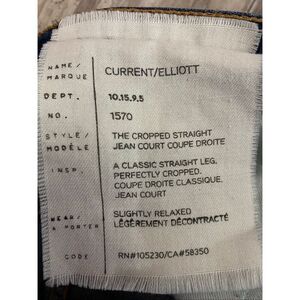 NAME / MARQUE CURRENT/ELLIOTT
DEPT. 10.15.9.5
NO. 1570
STYLE / MODÈLE THE CROPPED STRAIGHT
JEAN COURT COUPE DROITE
INSP. A CLASSIC STRAIGHT LEG,
PERFECTLY CROPPED.
COUPE DROITE CLASSIQUE,
JEAN COURT
WEAR / À PORTER SLIGHTLY RELAXED
LÉGÈREMENT DÉCONTRACTÉ
CODE RN#105230/CA#58350